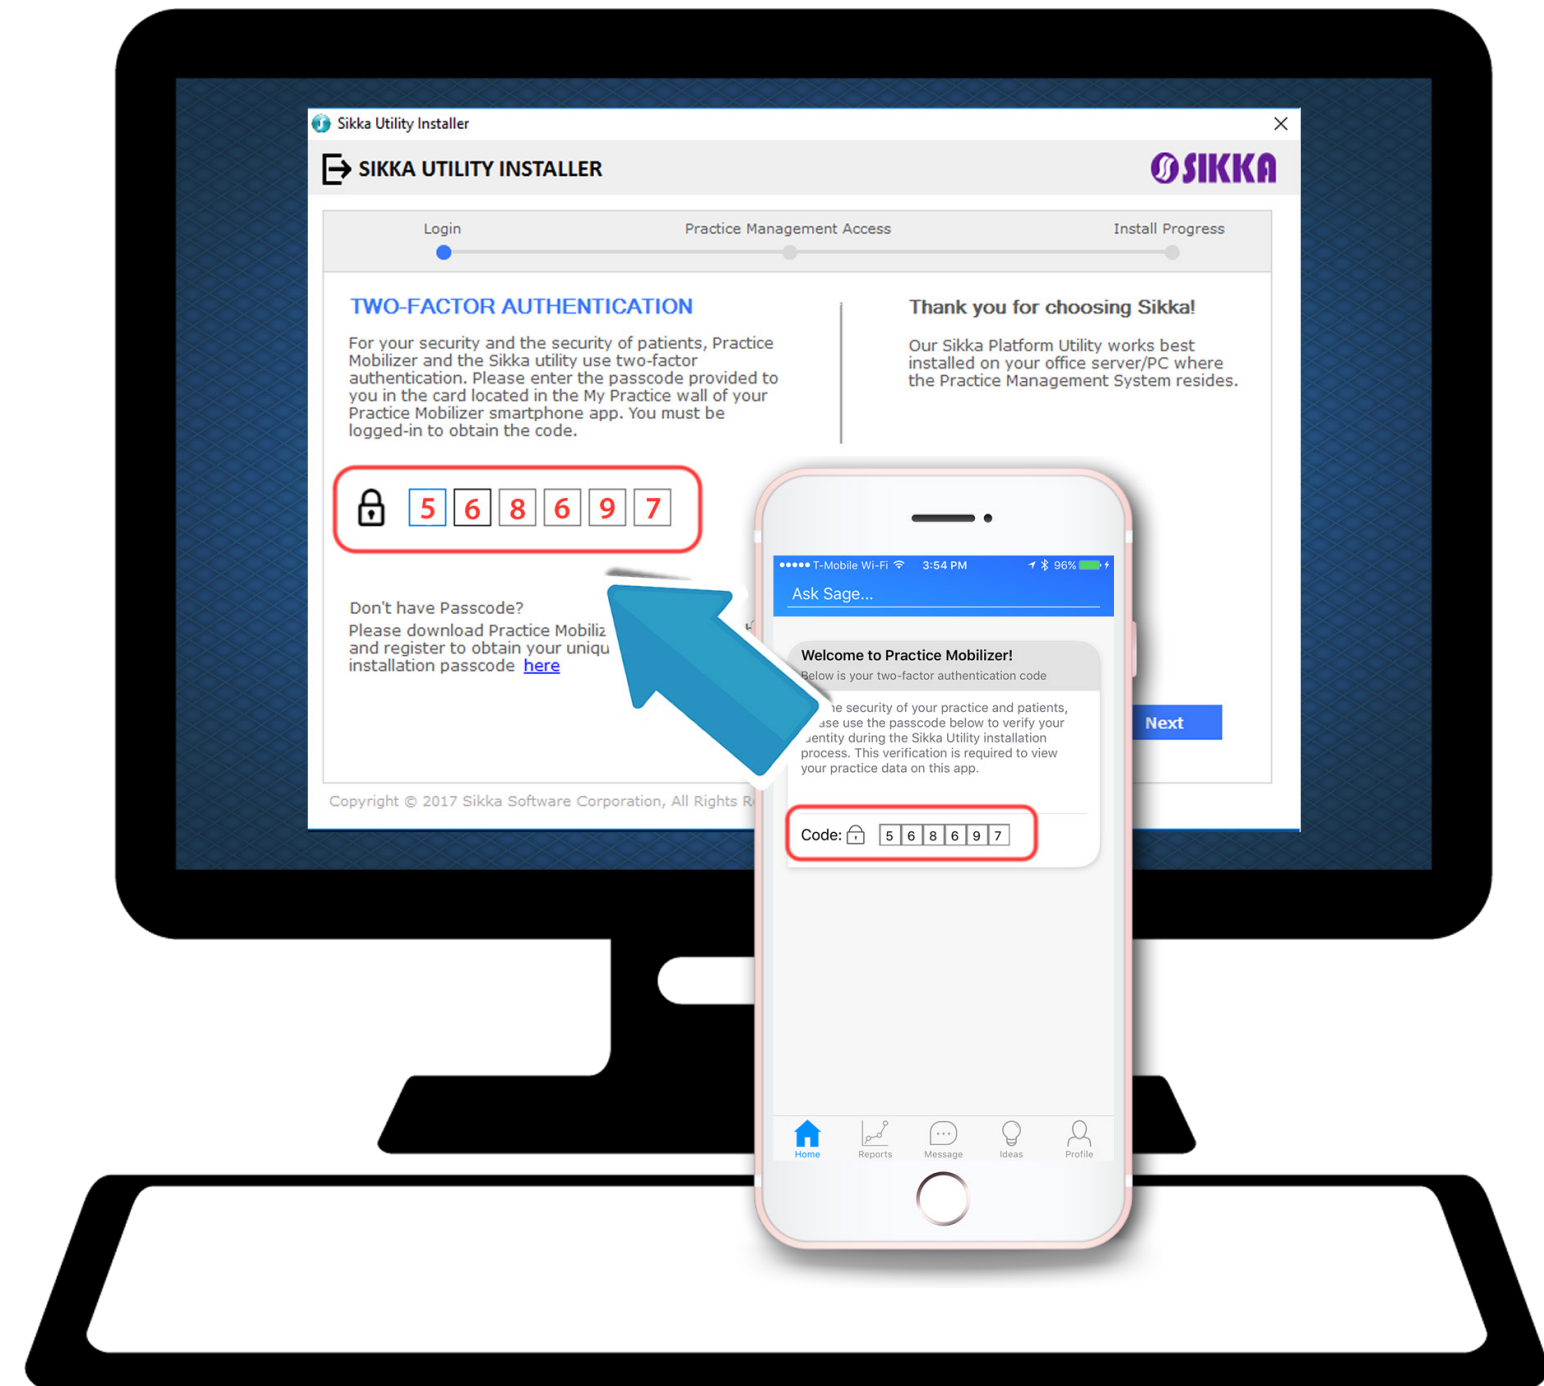 Sikka Utility Installer
SIKKA UTILITY INSTALLER
SIKKA
Login
Practice Management Access
Install Progress
TWO-FACTOR AUTHENTICATION
For your security and the security of patients, Practice
Mobilizer and the Sikka utility use two-factor
authentication. Please enter the passcode provided to
you in the card located in the My Practice wall of your
Practice Mobilizer smartphone app. You must be
logged-in to obtain the code.
Thank you for choosing Sikka!
Our Sikka Platform Utility works best
installed on your office server/PC where
the Practice Management System resides.
5 6 8 6 9 7
Don't have Passcode?
Please download Practice
and register to obtain your
installation passcode here
Next
Copyright © 2017 Sikka Software Corporation, All Rights
T-Mobile Wi-Fi 3:54 PM 96%
Ask Sage...
Welcome to Practice Mobilizer!
Below is your two-factor authentication code
security of your practice and patients,
use the passcode below to verify your
identity during the Sikka Utility installation
process. This verification is required to view
your practice data on this app.
Code: 5 6 8 6 9 7
Home
Reports
Message
Ideas
Profile